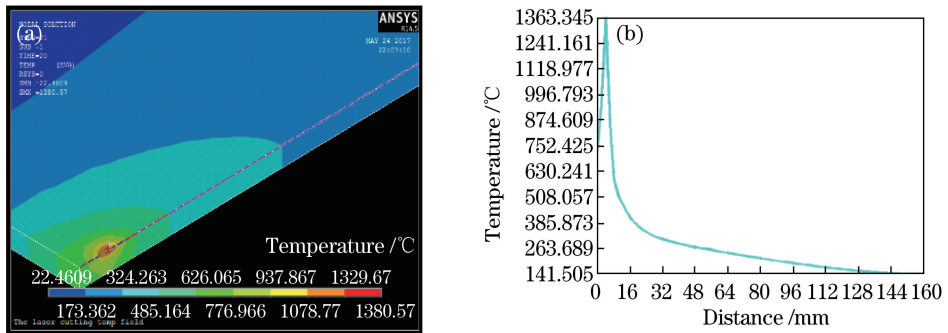 (a)
NODAL SOLUTION
SUB =1
TIME=20
TEMP (AVG)
RSYS=0
SMN =22.4609
SMX =1380.57
ANSYS
R14.5
MAY 24 2017
Temperature /℃
22.4609 324.263 626.065 937.867 1329.67
173.362 485.164 776.966 1078.77 1380.57
The laser cutting temp field
(b)
Temperature /℃
1363.345
1241.161
1118.977
996.793
874.609
752.425
630.241
508.057
385.873
263.689
141.505
0 16 32 48 64 80 96 112 128 144 160
Distance /mm